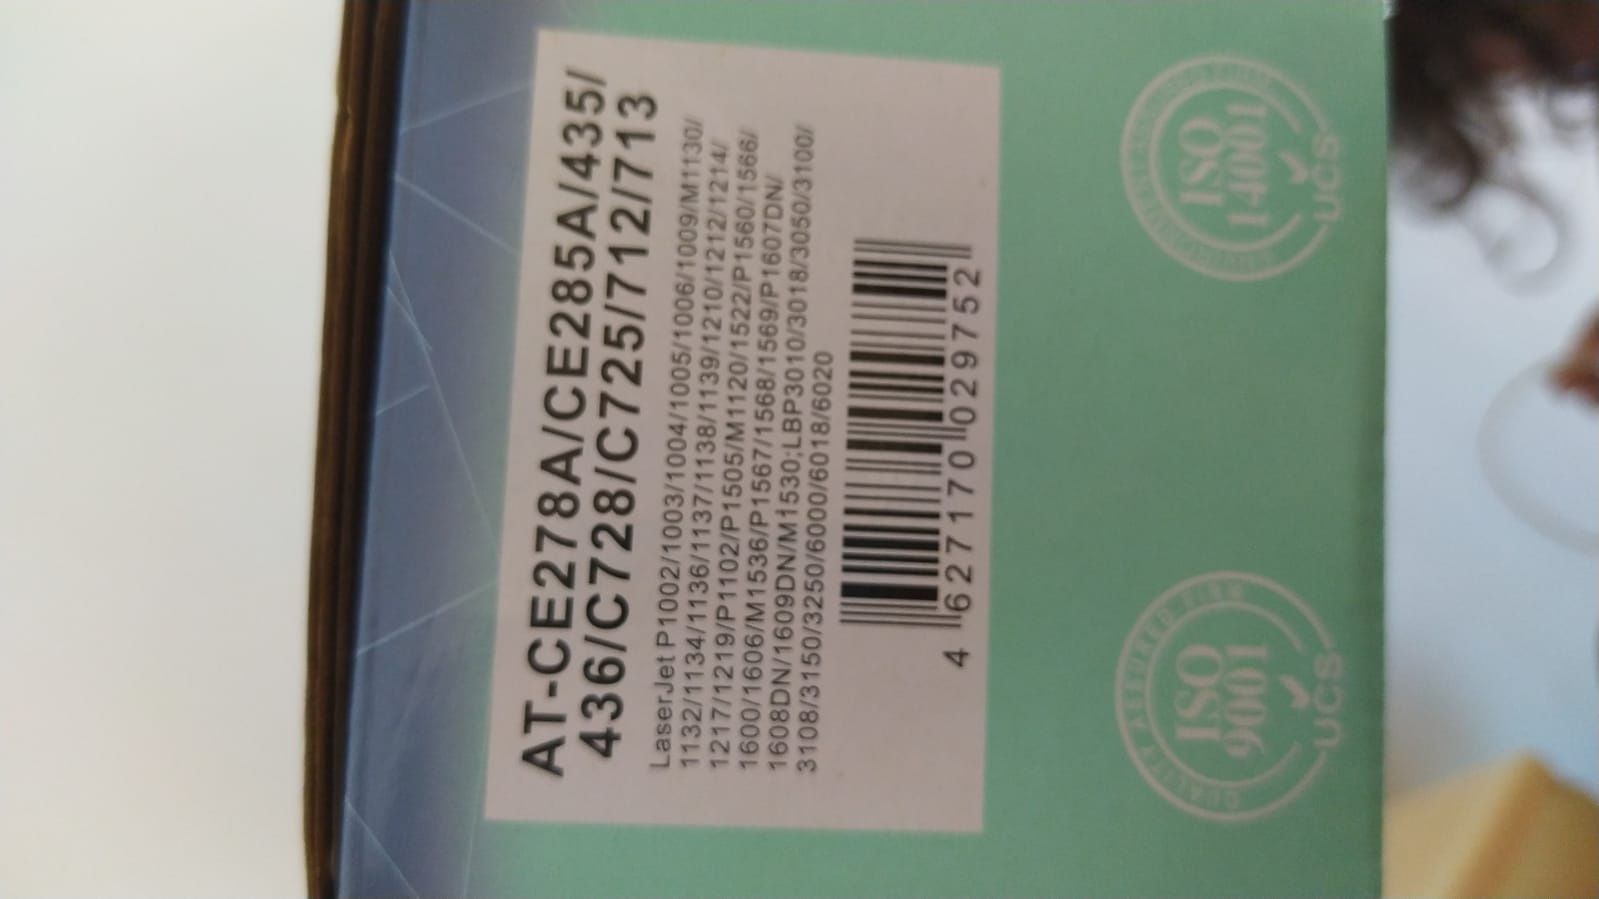 AT-CE278A/CE285A/435/
436/C728/C725/712/713
LaserJet P1002/1003/1004/1005/1006/1009/M1130/
1132/1134/1136/1137/1138/1139/1210/1212/1214/
1217/1219/P1102/P1505/M1120/1522/P1560/1566/
1600/1606/M1536/P1567/1568/1569/P1607DN/
1608DN/1609DN/M1530;LBP3010/3018/3050/3100/
3108/3150/3250/6000/6018/6020
4 627170 029752
QUALITY ASSURED FIRM
ISO
9001
UCS
ISO
14001
UCS